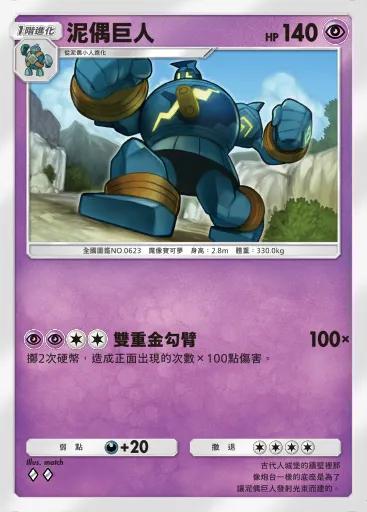 1階進化
泥偶巨人
HP 140
從泥偶小人進化
全國圖鑑NO.0623 魔像寶可夢 身高：2.8m 體重：330.0kg
雙重金勾臂 100×
擲2次硬幣，造成正面出現的次數×100點傷害。
弱點 +20 撤退
Illus. match
古代人城堡的牆壁裡那
像炮台一樣的底座是為了
讓泥偶巨人發射光束而建的。